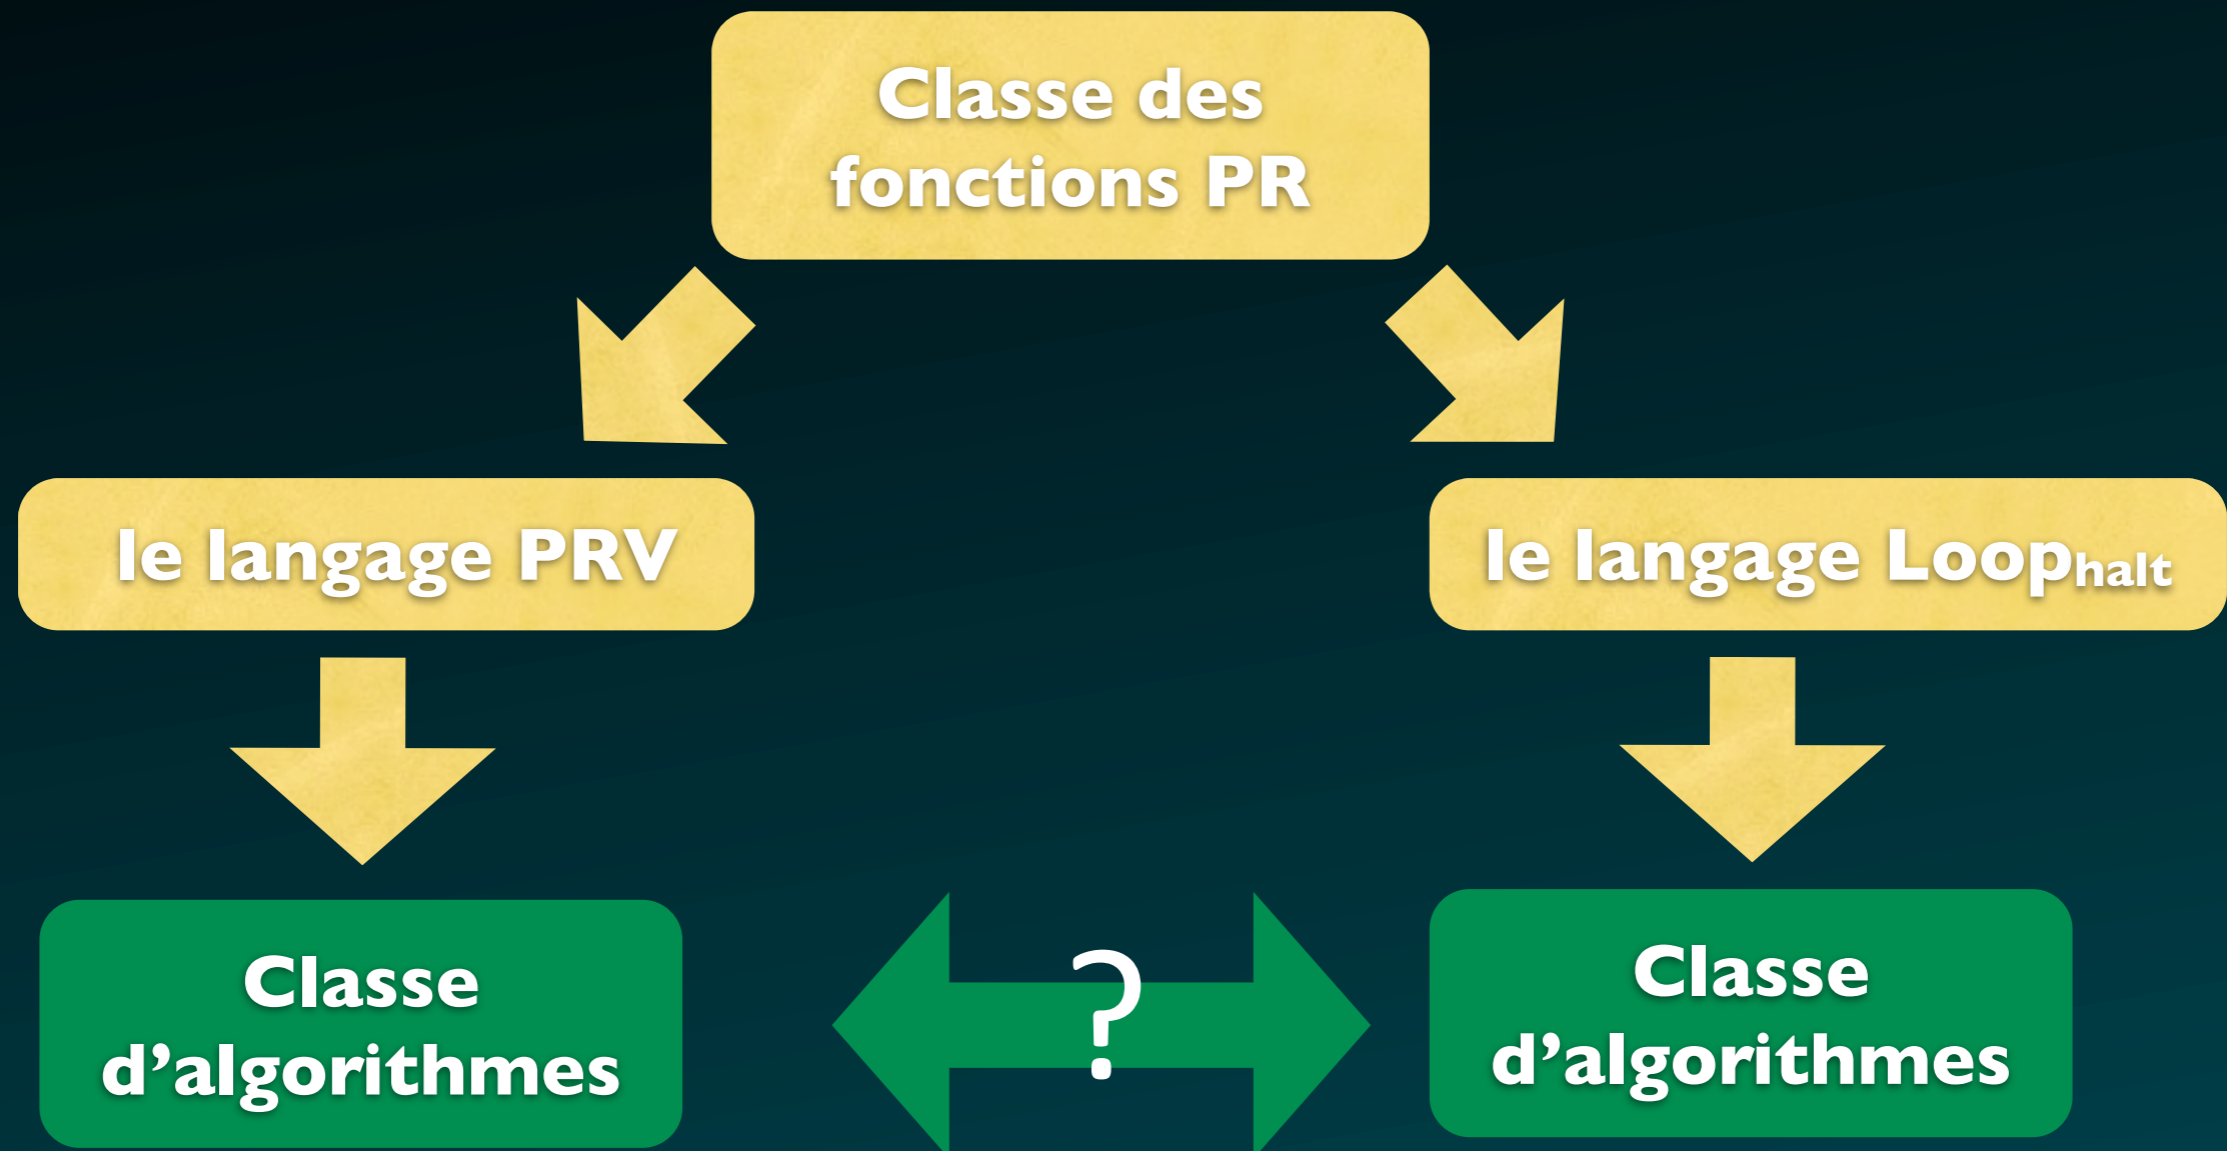 Classe des
fonctions PR
le langage PRV
le langage Loophalt
Classe
d’algorithmes
?
Classe
d’algorithmes